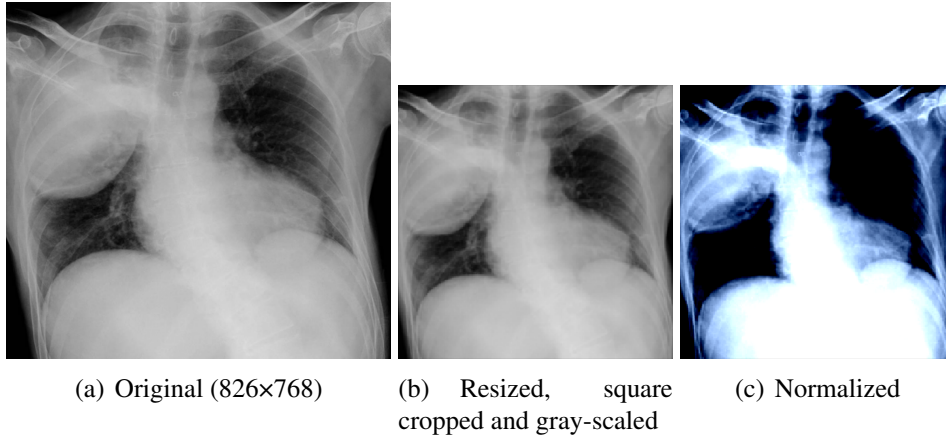 (a) Original (826×768)
(b) Resized, square
cropped and gray-scaled
(c) Normalized